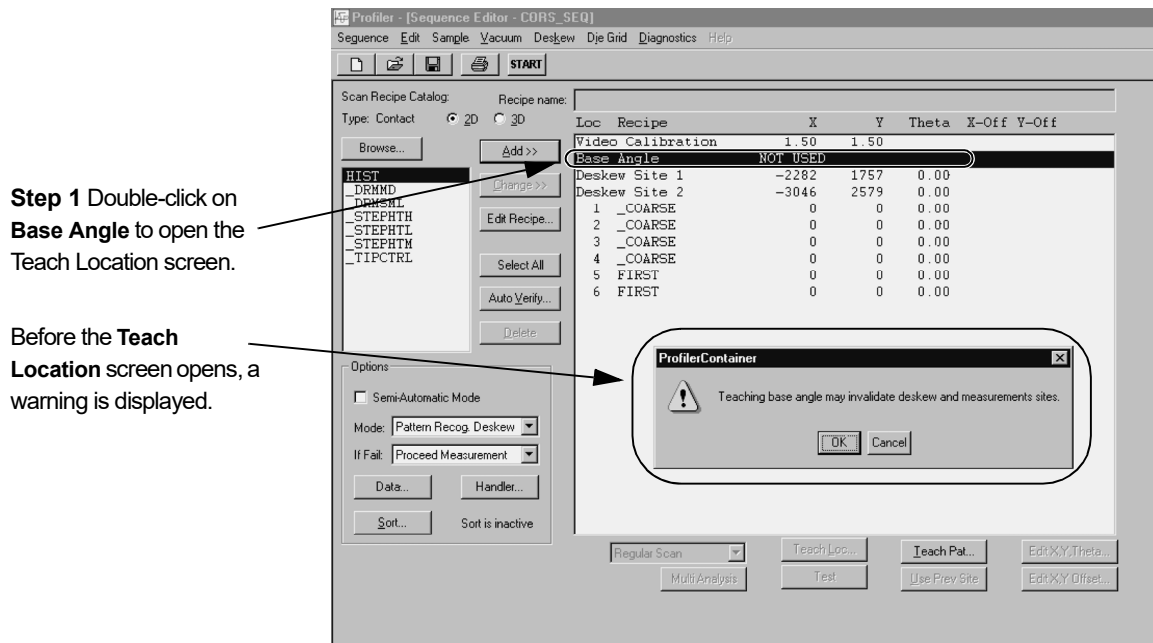 Profiler - [Sequence Editor - CORS_SEQ]
Sequence Edit Sample Vacuum Deskew Die Grid Diagnostics Help
START
Scan Recipe Catalog:
Recipe name:
Type: Contact 2D 3D
Browse...
Add >>
Change >>
Edit Recipe...
Select All
Auto Verify...
Delete
HIST
_DRMMD
_DRMSML
_STEPHTH
_STEPHTL
_STEPHTM
_TIPCTRL
Loc Recipe X Y Theta X-Off Y-Off
Video Calibration 1.50 1.50
Base Angle NOT USED
Deskew Site 1 -2282 1757 0.00
Deskew Site 2 -3046 2579 0.00
1 _COARSE 0 0 0.00
2 _COARSE 0 0 0.00
3 _COARSE 0 0 0.00
4 _COARSE 0 0 0.00
5 FIRST 0 0 0.00
6 FIRST 0 0 0.00
Step 1 Double-click on
Base Angle to open the
Teach Location screen.
Before the Teach
Location screen opens, a
warning is displayed.
ProfilerContainer
Teaching base angle may invalidate deskew and measurements sites.
OK Cancel
Options
Semi-Automatic Mode
Mode: Pattern Recog. Deskew
If Fail: Proceed Measurement
Data... Handler...
Sort... Sort is inactive
Regular Scan Teach Loc... Teach Pat... Edit X,Y,Theta...
Multi Analysis Test Use Prev Site Edit X,Y Offset...